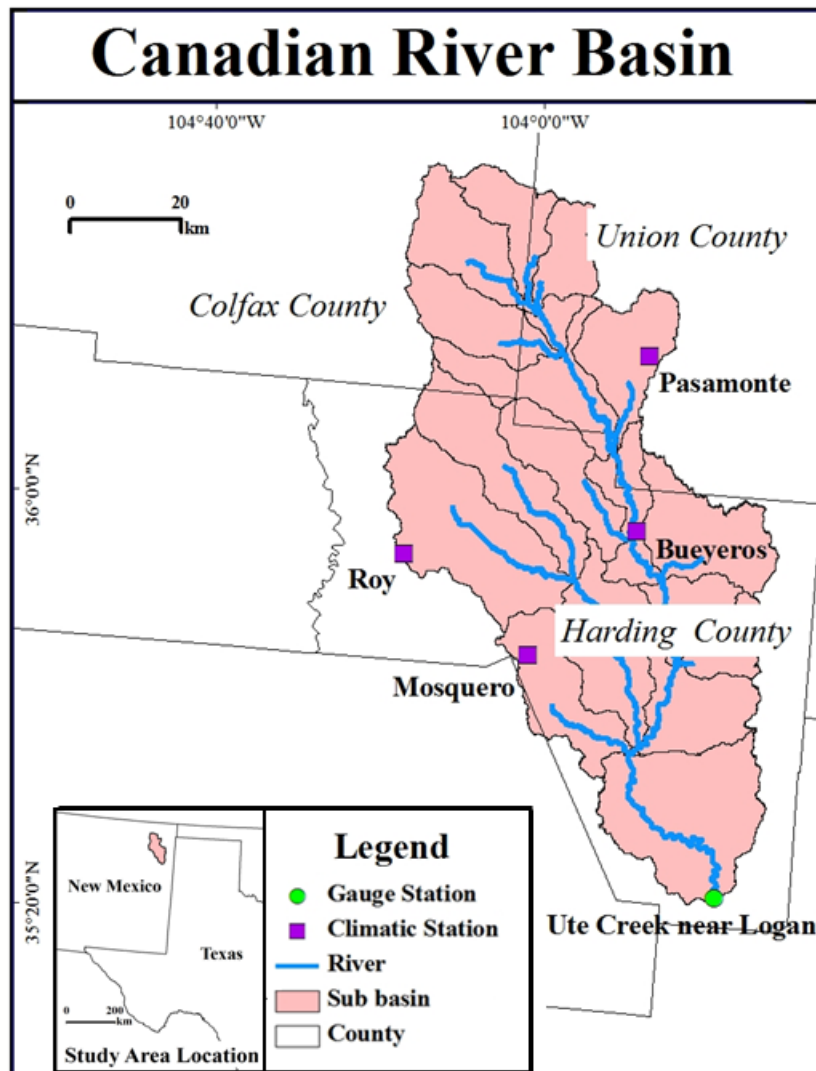 Canadian River Basin
104°40'0"W
104°0'0"W
0 20
km
Union County
Colfax County
Pasamonte
36°0'0"N
Bueyeros
Roy
Harding County
Mosquero
35°20'0"N
Ute Creek near Logan
New Mexico
Texas
0 200
km
Study Area Location
Legend
Gauge Station
Climatic Station
River
Sub basin
County